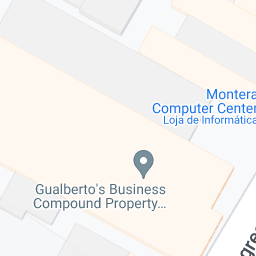 Montera
Computer Center
Loja de Informática
Gualberto's Business
Compound Property...